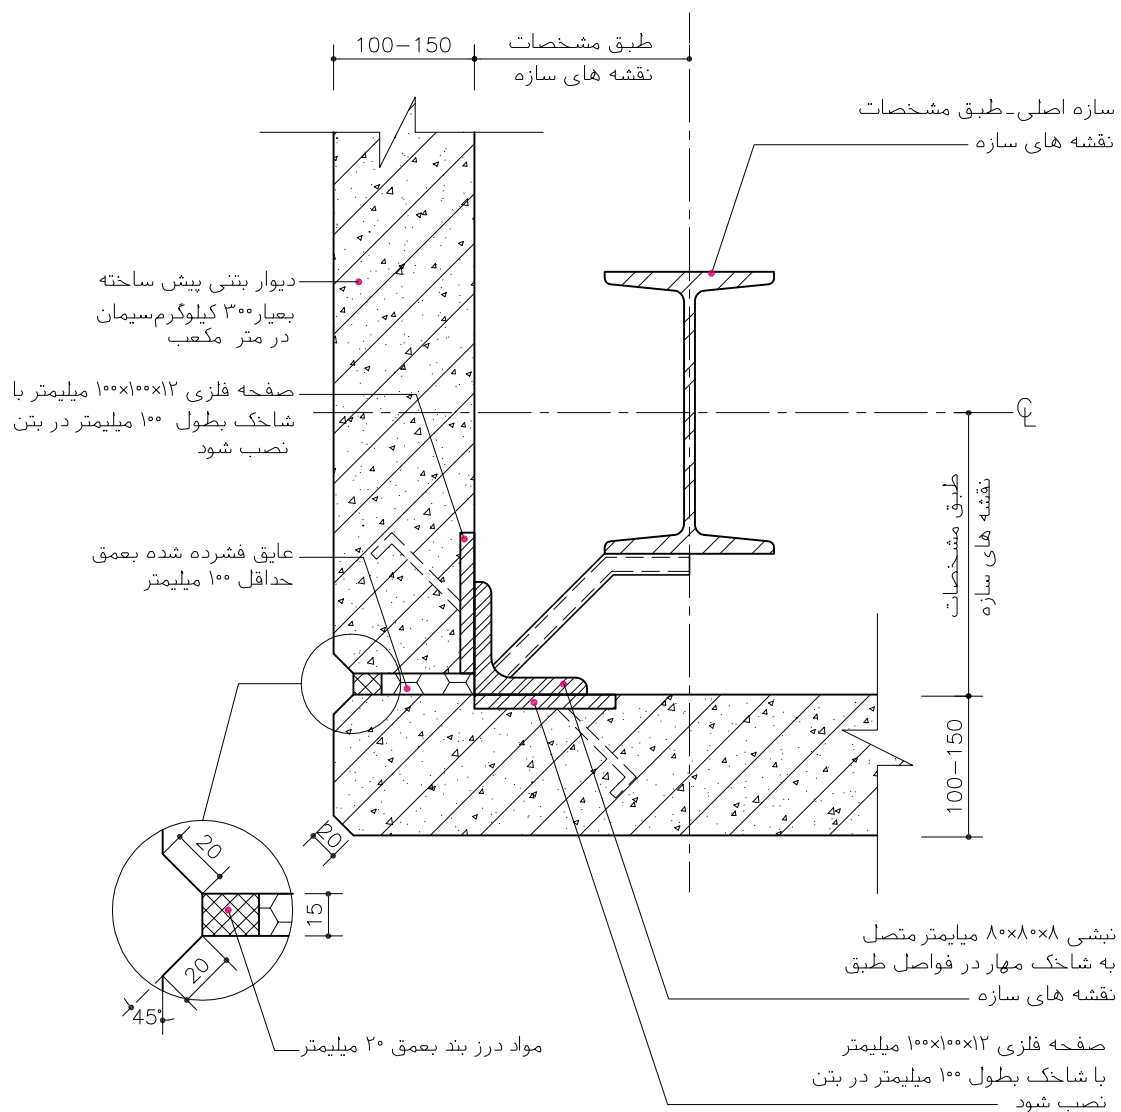 100-150
طبق مشخصات
نقشه های سازه
سازه اصلی-طبق مشخصات
نقشه های سازه
دیوار بتنی پیش ساخته
بعیار۳۰۰ کیلوگرم‌سیمان
در متر مکعب
صفحه فلزی ۱۲×۱۰۰×۱۰۰ میلیمتر با
شاخک بطول ۱۰۰ میلیمتر در بتن
نصب شود
عایق فشرده شده بعمق
حداقل ۱۰۰ میلیمتر
℄
طبق مشخصات
نقشه های سازه
100-150
20
20
15
20
45°
نبشی ۸×۸۰×۸۰ میایمتر متصل
به شاخک مهار در فواصل طبق
نقشه های سازه
مواد درز بند بعمق ۲۰ میلیمتر
صفحه فلزی ۱۲×۱۰۰×۱۰۰ میلیمتر
با شاخک بطول ۱۰۰ میلیمتر در بتن
نصب شود